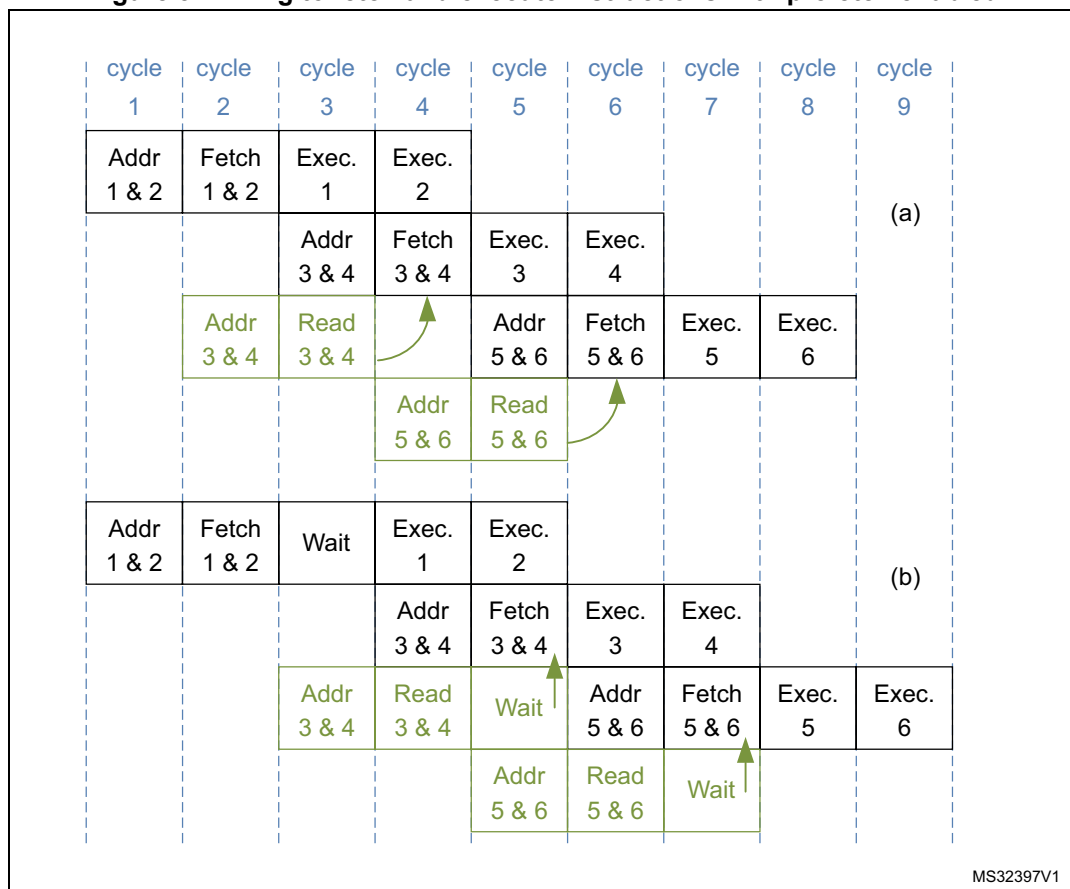 cycle cycle cycle cycle cycle cycle cycle cycle cycle
1 2 3 4 5 6 7 8 9
Addr Fetch Exec. Exec.
1 & 2 1 & 2 1 2
(a)
Addr Fetch Exec. Exec.
3 & 4 3 & 4 3 4
Addr Read Addr Fetch Exec. Exec.
3 & 4 3 & 4 5 & 6 5 & 6 5 6
Addr Read
5 & 6 5 & 6
Addr Fetch Wait Exec. Exec.
1 & 2 1 & 2 1 2
(b)
Addr Fetch Exec. Exec.
3 & 4 3 & 4 3 4
Addr Read Wait Addr Fetch Exec. Exec.
3 & 4 3 & 4 5 & 6 5 & 6 5 6
Addr Read Wait
5 & 6 5 & 6
MS32397V1